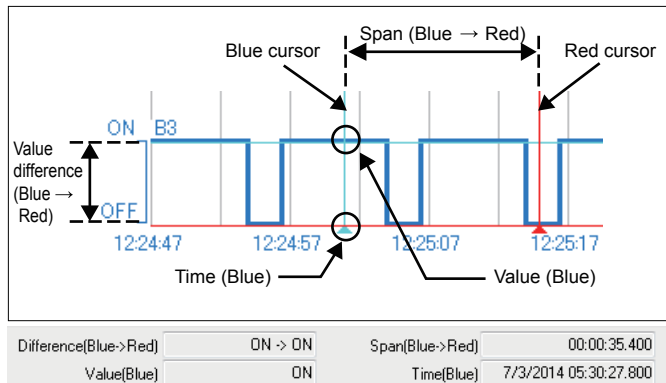 Span (Blue → Red)
Blue cursor
Red cursor
ON B3
Value
difference
(Blue →
Red)
OFF
12:24:47 12:24:57 12:25:07 12:25:17
Time (Blue)
Value (Blue)
Difference(Blue->Red) ON -> ON Span(Blue->Red) 00:00:35.400
Value(Blue) ON Time(Blue) 7/3/2014 05:30:27.800